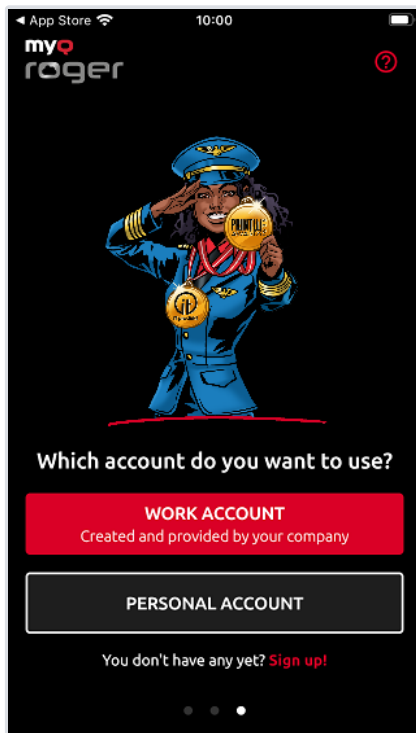 ◀ App Store
10:00
myQ
roger
?
Which account do you want to use?
WORK ACCOUNT
Created and provided by your company
PERSONAL ACCOUNT
You don't have any yet? Sign up!